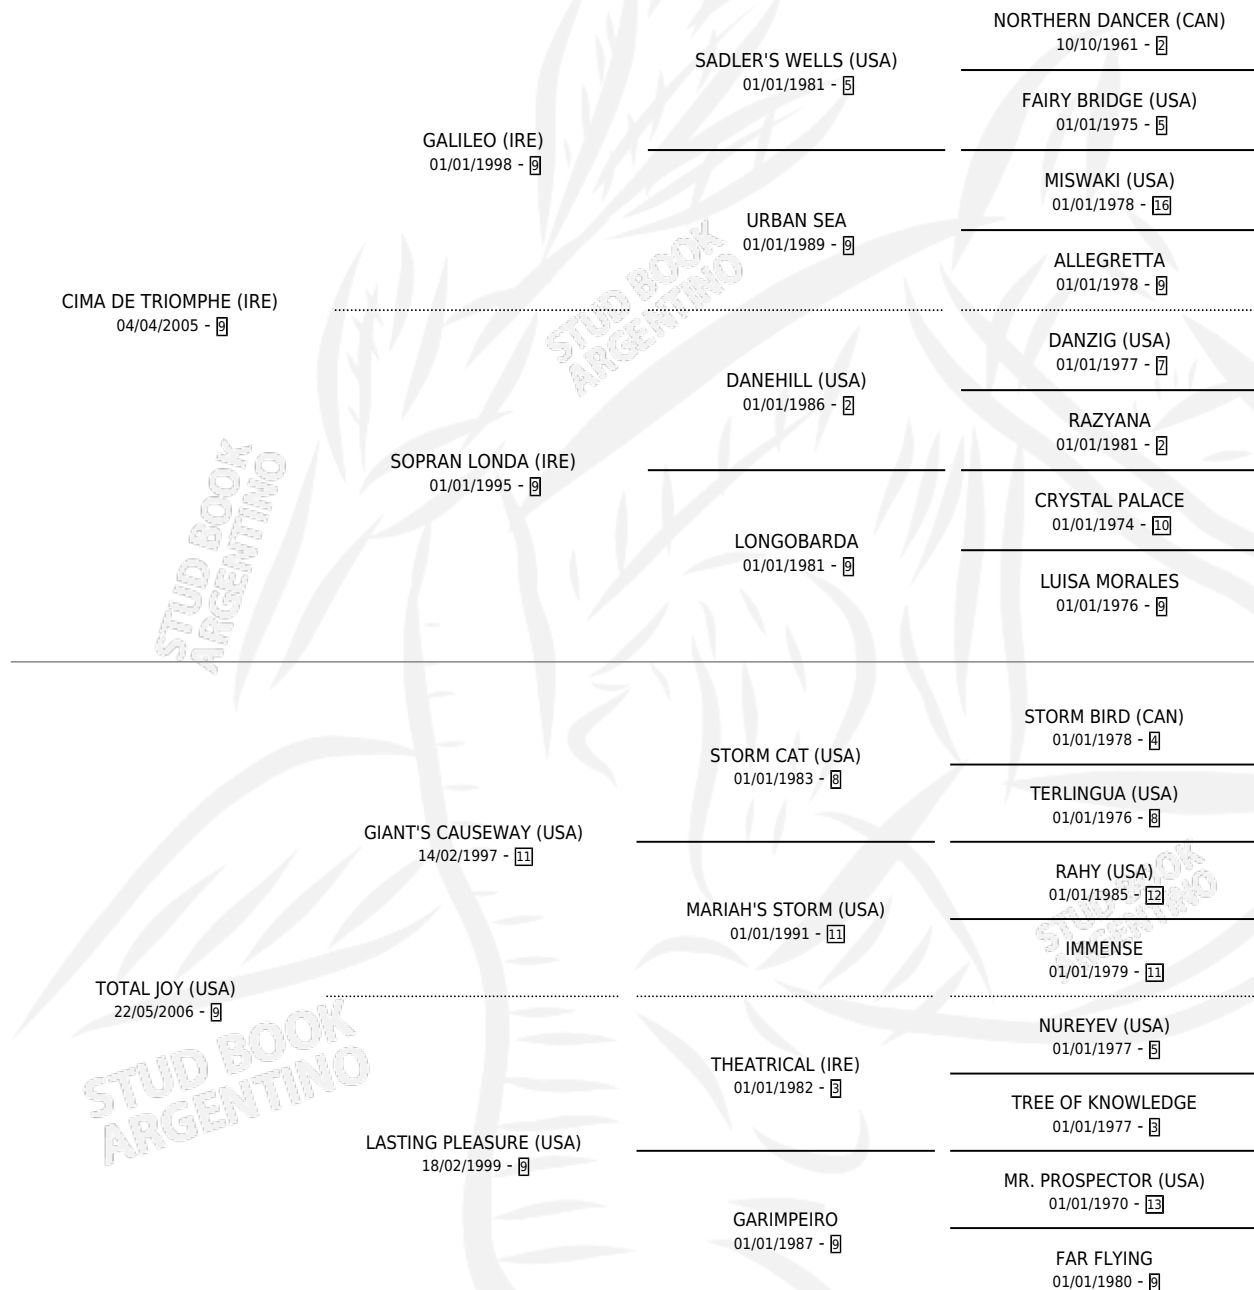 NORTHERN DANCER (CAN)
10/10/1961 - 2
SADLER'S WELLS (USA)
01/01/1981 - 5
FAIRY BRIDGE (USA)
01/01/1975 - 5
GALILEO (IRE)
01/01/1998 - 9
MISWAKI (USA)
01/01/1978 - 16
URBAN SEA
01/01/1989 - 9
ALLEGRETTA
01/01/1978 - 9
CIMA DE TRIOMPHE (IRE)
04/04/2005 - 9
STUD BOOK
ARGENTINO
DANZIG (USA)
01/01/1977 - 7
DANEHILL (USA)
01/01/1986 - 2
RAZYANA
01/01/1981 - 2
SOPRAN LONDA (IRE)
01/01/1995 - 9
CRYSTAL PALACE
01/01/1974 - 10
LONGOBARDA
01/01/1981 - 9
LUISA MORALES
01/01/1976 - 9
STUD BOOK
ARGENTINO
STORM BIRD (CAN)
01/01/1978 - 4
STORM CAT (USA)
01/01/1983 - 8
TERLINGUA (USA)
01/01/1976 - 8
GIANT'S CAUSEWAY (USA)
14/02/1997 - 11
RAHY (USA)
01/01/1985 - 12
MARIAH'S STORM (USA)
01/01/1991 - 11
STUD BOOK
ARGENTINO
IMMENSE
01/01/1979 - 11
TOTAL JOY (USA)
22/05/2006 - 9
NUREYEV (USA)
01/01/1977 - 5
THEATRICAL (IRE)
01/01/1982 - 3
TREE OF KNOWLEDGE
01/01/1977 - 3
STUD BOOK
ARGENTINO
LASTING PLEASURE (USA)
18/02/1999 - 9
MR. PROSPECTOR (USA)
01/01/1970 - 13
GARIMPEIRO
01/01/1987 - 9
FAR FLYING
01/01/1980 - 9